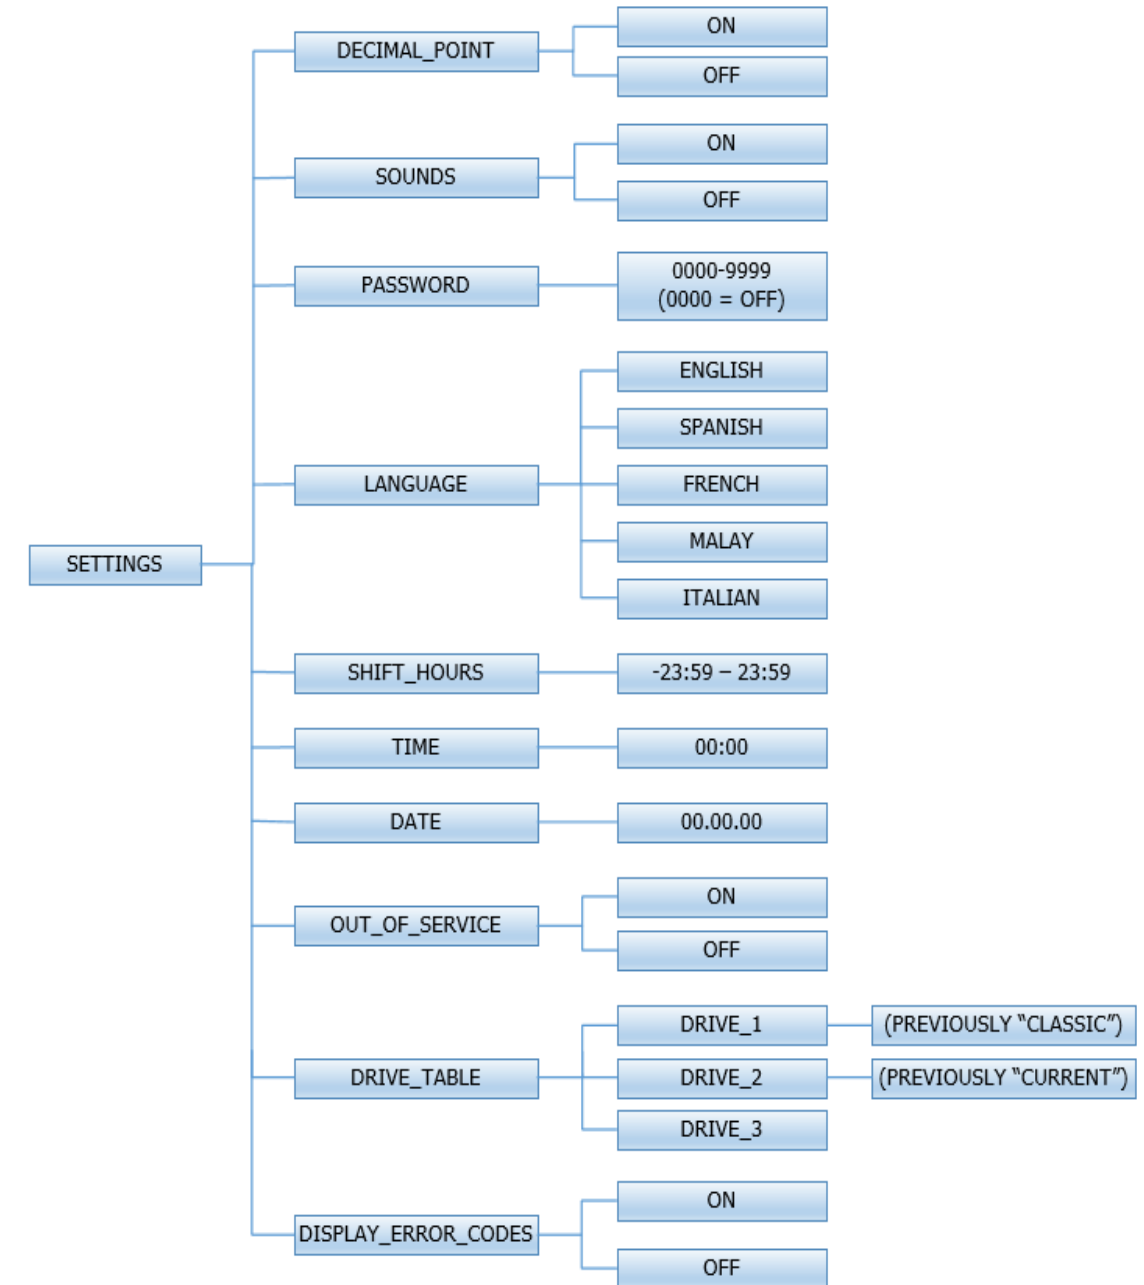 SETTINGS
DECIMAL_POINT
ON
OFF
SOUNDS
ON
OFF
PASSWORD
0000-9999
(0000 = OFF)
LANGUAGE
ENGLISH
SPANISH
FRENCH
MALAY
ITALIAN
SHIFT_HOURS
-23:59 – 23:59
TIME
00:00
DATE
00.00.00
OUT_OF_SERVICE
ON
OFF
DRIVE_TABLE
DRIVE_1
(PREVIOUSLY “CLASSIC”)
DRIVE_2
(PREVIOUSLY “CURRENT”)
DRIVE_3
DISPLAY_ERROR_CODES
ON
OFF